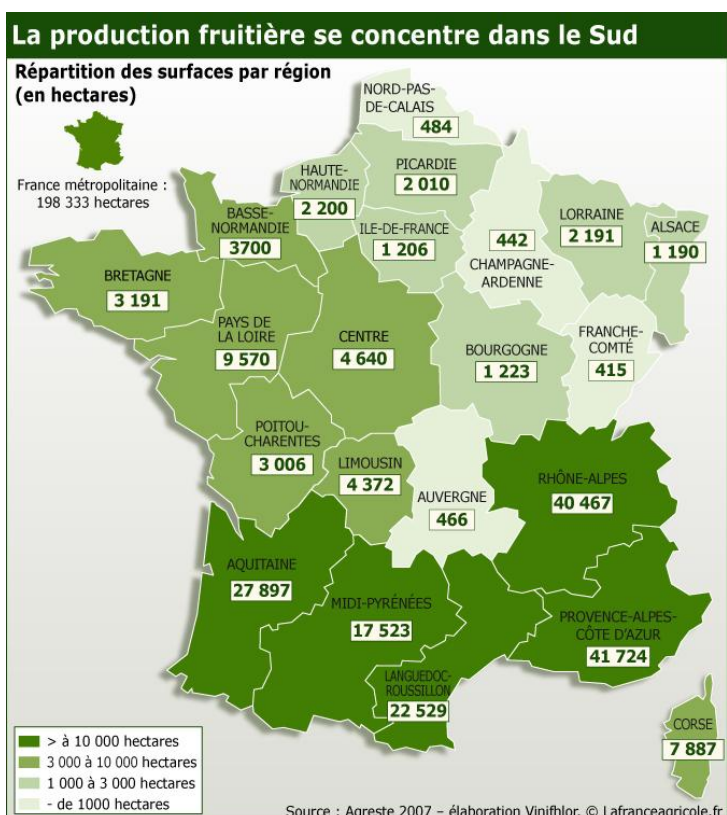 La production fruitière se concentre dans le Sud
Répartition des surfaces par région
(en hectares)
France métropolitaine :
198 333 hectares
NORD-PAS-
DE-CALAIS
484
HAUTE-
NORMANDIE
2 200
PICARDIE
2 010
BASSE-
NORMANDIE
3700
ILE-DE-FRANCE
1 206
442
CHAMPAGNE-
ARDENNE
LORRAINE
2 191
ALSACE
1 190
BRETAGNE
3 191
PAYS DE
LA LOIRE
9 570
CENTRE
4 640
BOURGOGNE
1 223
FRANCHE-
COMTÉ
415
POITOU-
CHARENTES
3 006
LIMOUSIN
4 372
AUVERGNE
466
RHÔNE-ALPES
40 467
AQUITAINE
27 897
MIDI-PYRÉNÉES
17 523
PROVENCE-ALPES-
CÔTE D'AZUR
41 724
LANGUEDOC-
ROUSSILLON
22 529
CORSE
7 887
> à 10 000 hectares
3 000 à 10 000 hectares
1 000 à 3 000 hectares
- de 1000 hectares
Source : Agreste 2007 – élaboration Vinifhlor. © Lafranceagricole.fr